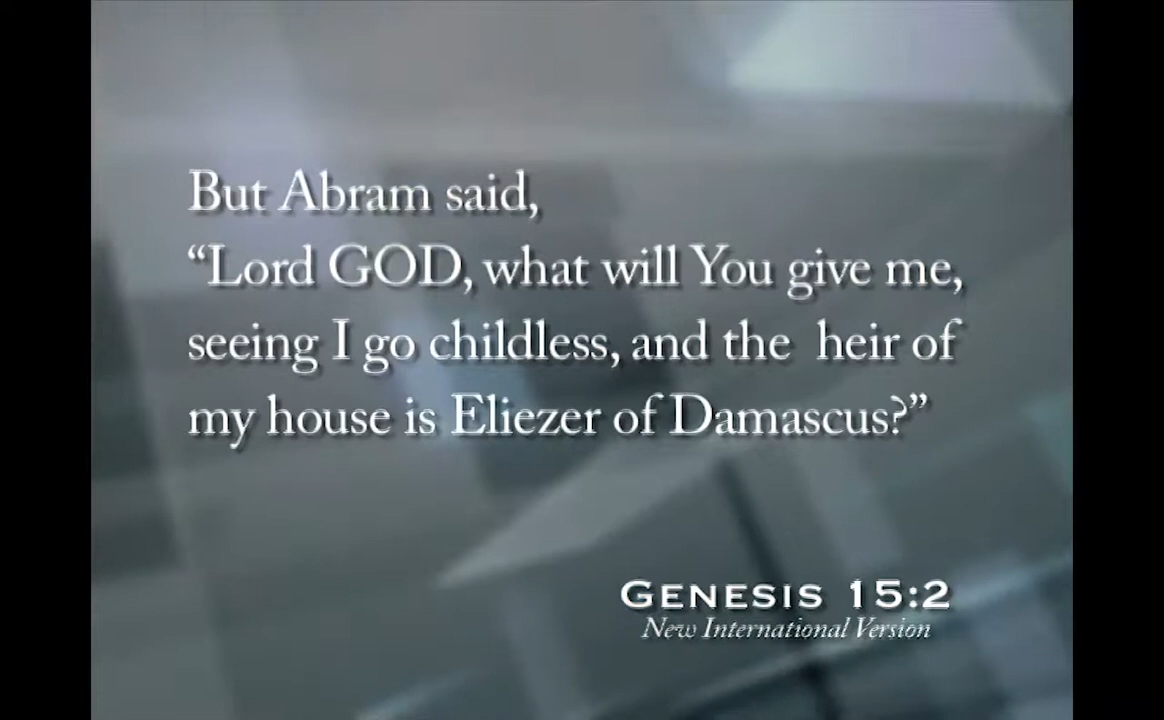 But Abram said,
“Lord GOD, what will You give me,
seeing I go childless, and the heir of
my house is Eliezer of Damascus?”
GENESIS 15:2
New International Version